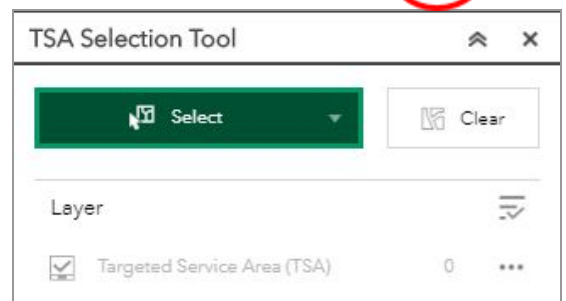 TSA Selection Tool
Select Clear
Layer
Targeted Service Area (TSA) 0